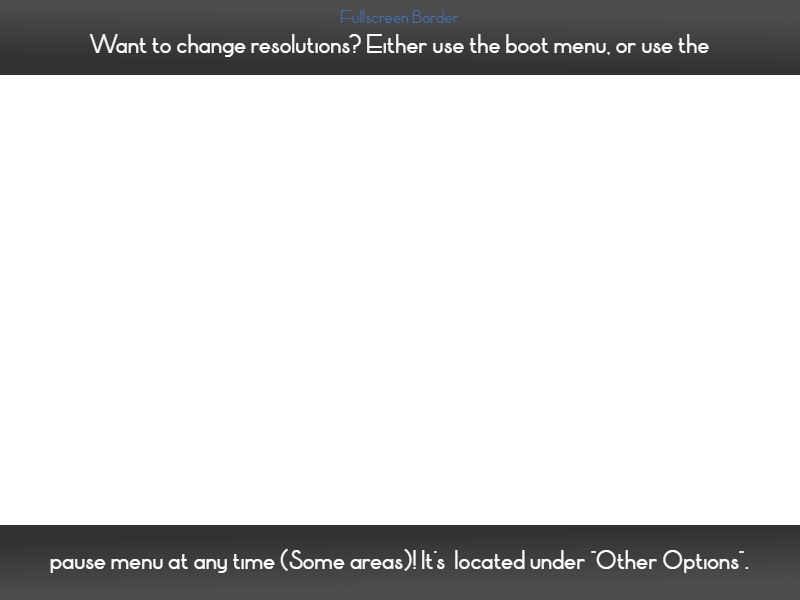 Fullscreen Border
Want to change resolutions? Either use the boot menu, or use the
pause menu at any time (Some areas)! It's  located under "Other Options".